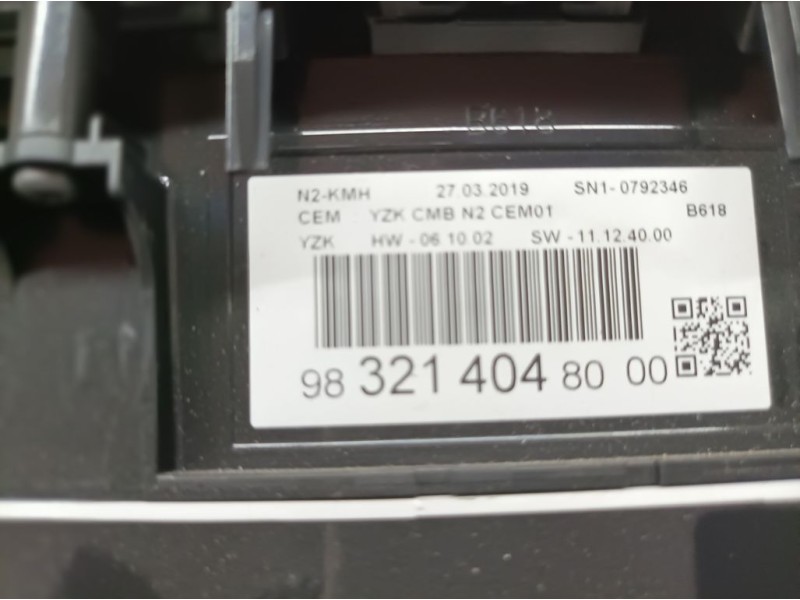 B618
N2-KMH 27.03.2019 SN1-0792346
CEM YZK CMB N2 CEM01 B618
YZK HW-06.10.02 SW-11.12.40.00
98 321 404 80 00